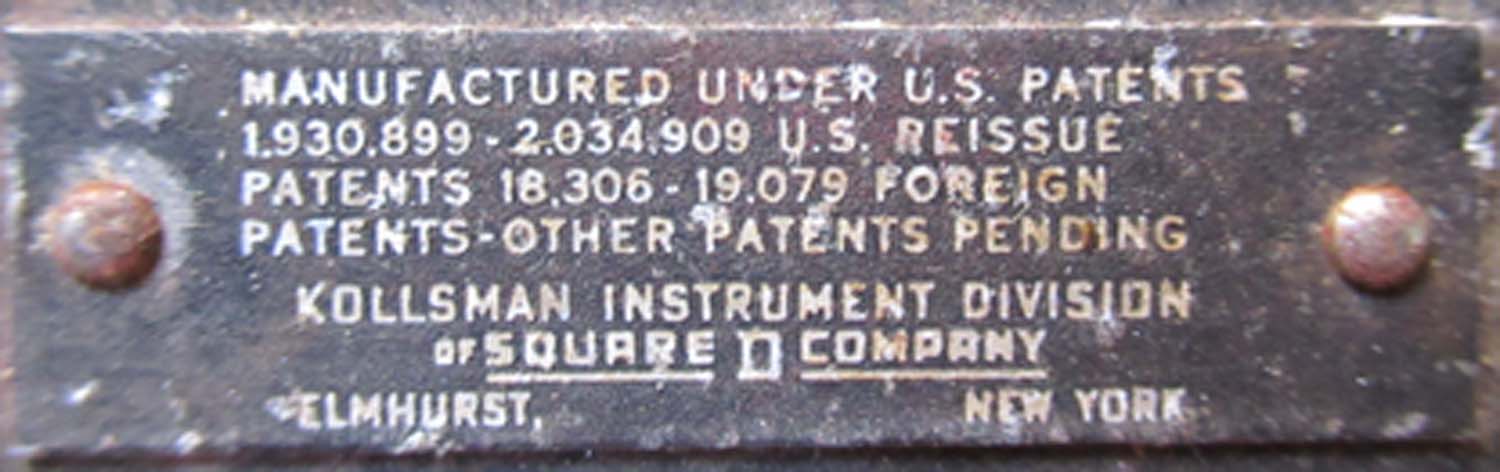 MANUFACTURED UNDER U.S. PATENTS
1.930.899-2.034.909 U.S. REISSUE
PATENTS 18.306-19.079 FOREIGN
PATENTS-OTHER PATENTS PENDING
KOLLSMAN INSTRUMENT DIVISION
OF SQUARE D COMPANY
ELMHURST, NEW YORK